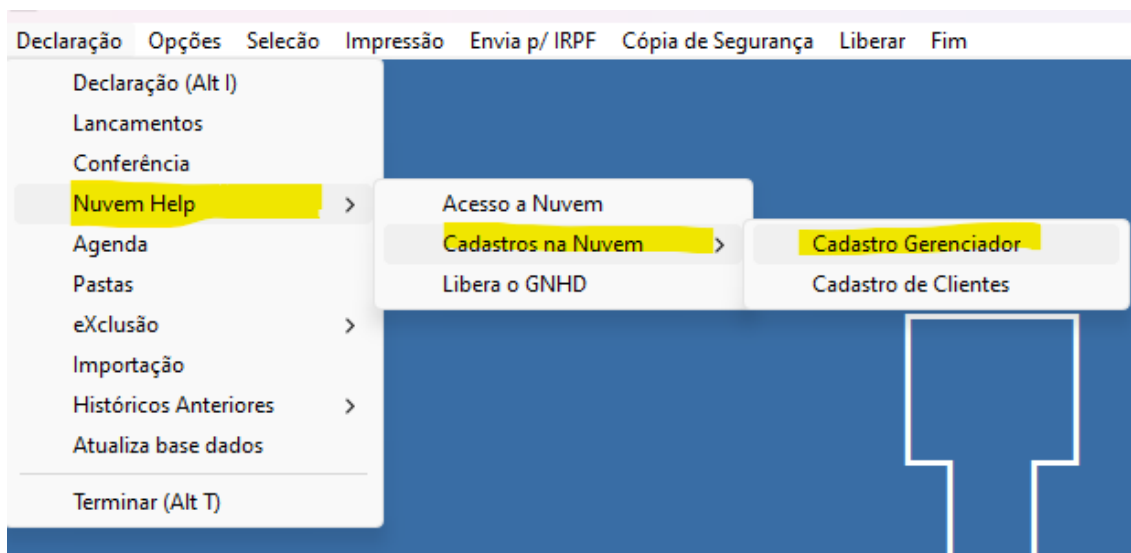 Declaração Opções Selecão Impressão Envia p/ IRPF Cópia de Segurança Liberar Fim
Declaração (Alt I)
Lancamentos
Conferência
Nuvem Help
Agenda
Pastas
eXclusão
Importação
Históricos Anteriores
Atualiza base dados
Terminar (Alt T)
Acesso a Nuvem
Cadastros na Nuvem
Libera o GNHD
Cadastro Gerenciador
Cadastro de Clientes